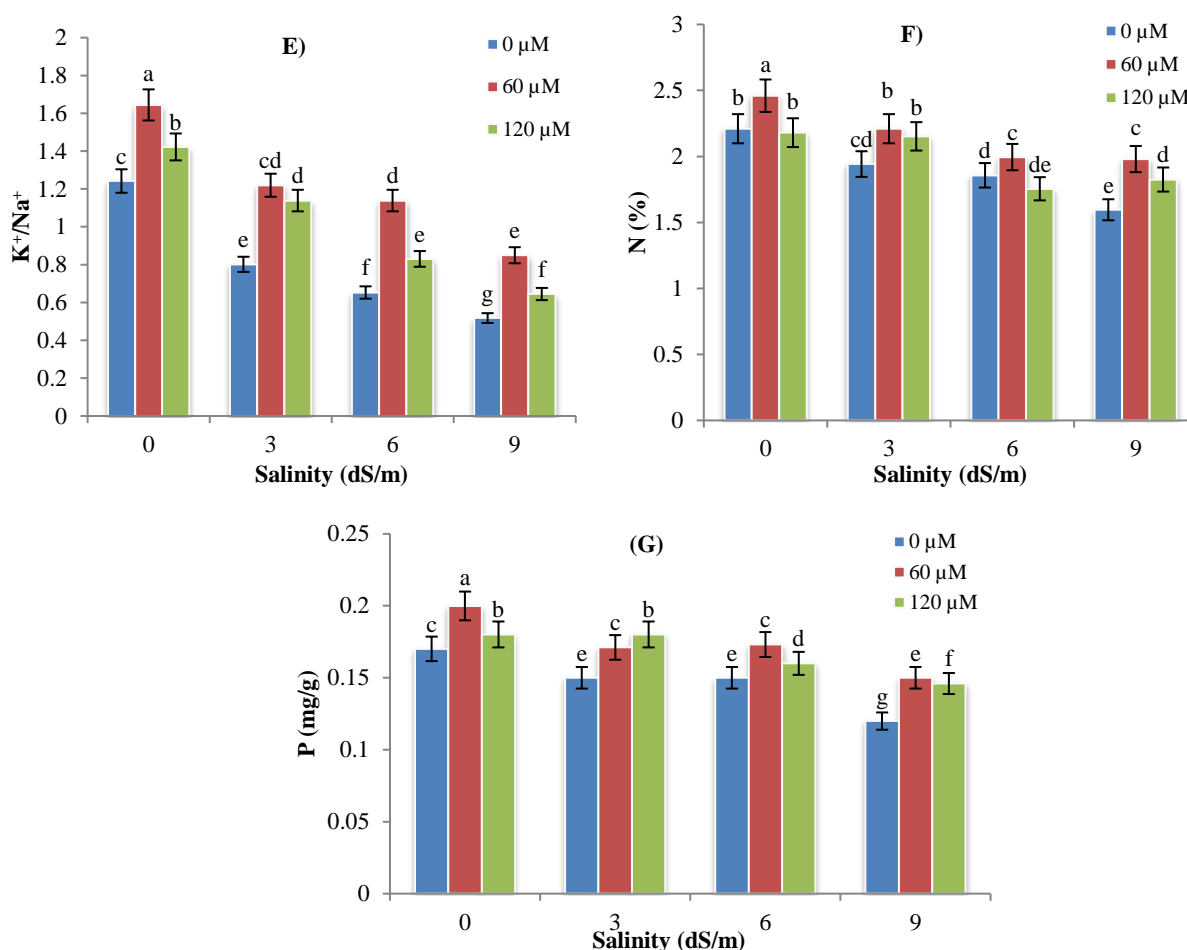 E)
0 µM
60 µM
120 µM
K⁺/Na⁺
2
1.8
1.6
1.4
1.2
1
0.8
0.6
0.4
0.2
0
c a b
e cd d
f d e
g e f
0 3 6 9
Salinity (dS/m)
F)
0 µM
60 µM
120 µM
N (%)
3
2.5
2
1.5
1
0.5
0
b a b
cd b b
d c de
e c d
0 3 6 9
Salinity (dS/m)
(G)
0 µM
60 µM
120 µM
P (mg/g)
0.25
0.2
0.15
0.1
0.05
0
c a b
e c b
e c d
g e f
0 3 6 9
Salinity (dS/m)